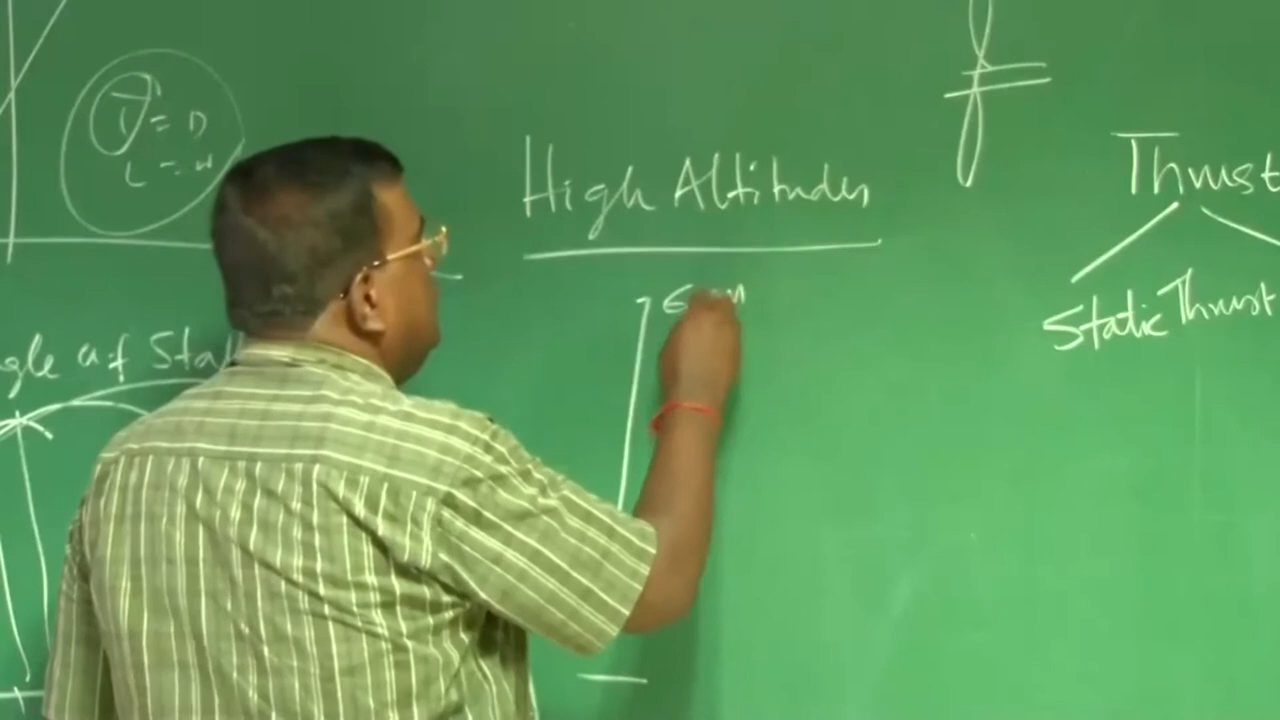 T = D
L = W
High Altitudes
Thrust
Static Thrust
gle of Stall